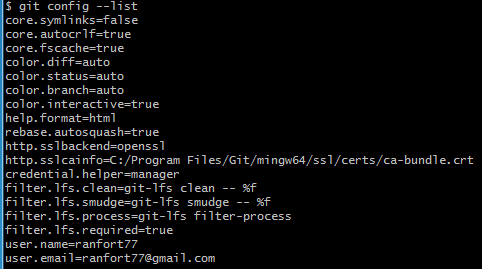 $ git config --list
core.symlinks=false
core.autocrlf=true
core.fscache=true
color.diff=auto
color.status=auto
color.branch=auto
color.interactive=true
help.format=html
rebase.autosquash=true
http.sslbackend=openssl
http.sslcainfo=C:/Program Files/Git/mingw64/ssl/certs/ca-bundle.crt
credential.helper=manager
filter.lfs.clean=git-lfs clean -- %f
filter.lfs.smudge=git-lfs smudge -- %f
filter.lfs.process=git-lfs filter-process
filter.lfs.required=true
user.name=ranfort77
user.email=ranfort77@gmail.com